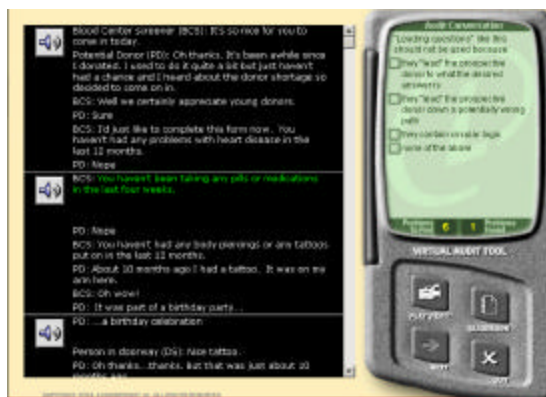 Blood Center screener (BCS): It's so nice for you to
come in today.
Potential Donor (PD): Oh thanks. It's been awhile since
I donated. I used to do it quite a bit but just haven't
had a chance and I heard about the donor shortage so
decided to come on in.
BCS: Well we certainly appreciate young donors.
PD: Sure
BCS: I'd just like to complete this form now. You
haven't had any problems with heart disease in the
last 12 months.
PD: Nope
BCS: You haven't been taking any pills or medications
in the last four weeks.
PD: Nope
BCS: You haven't had any body piercings or any tattoos
put on in the last 12 months.
PD: About 10 months ago I had a tattoo. It was on my
arm here.
BCS: Oh wow!
PD: It was part of a birthday party...
PD: ...a birthday celebration
Person in doorway (DS): Nice tattoo.
PD: Oh thanks...thanks. But that was just about 10
months ago
Audit Conversation
"Leading questions" like this
should not be used because
they "lead" the prospective
donor to what the desired
answer is
they "lead" the prospective
donor down a potentially wrong
path
they contain circular logic
none of the above
6 1
VIRTUAL AUDIT TOOL